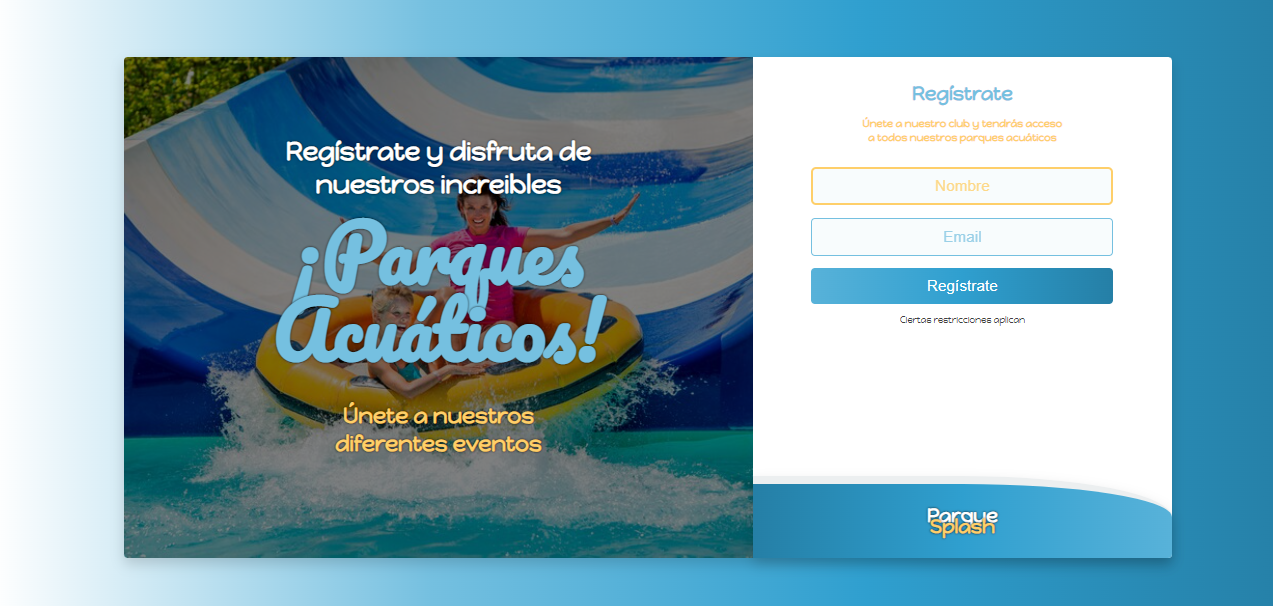 Regístrate y disfruta de
nuestros increibles
¡Parques
Acuáticos!
Únete a nuestros
diferentes eventos
Regístrate
Únete a nuestro club y tendrás acceso
a todos nuestros parques acuáticos
Nombre
Email
Regístrate
Ciertas restricciones aplican
Parque
Splash